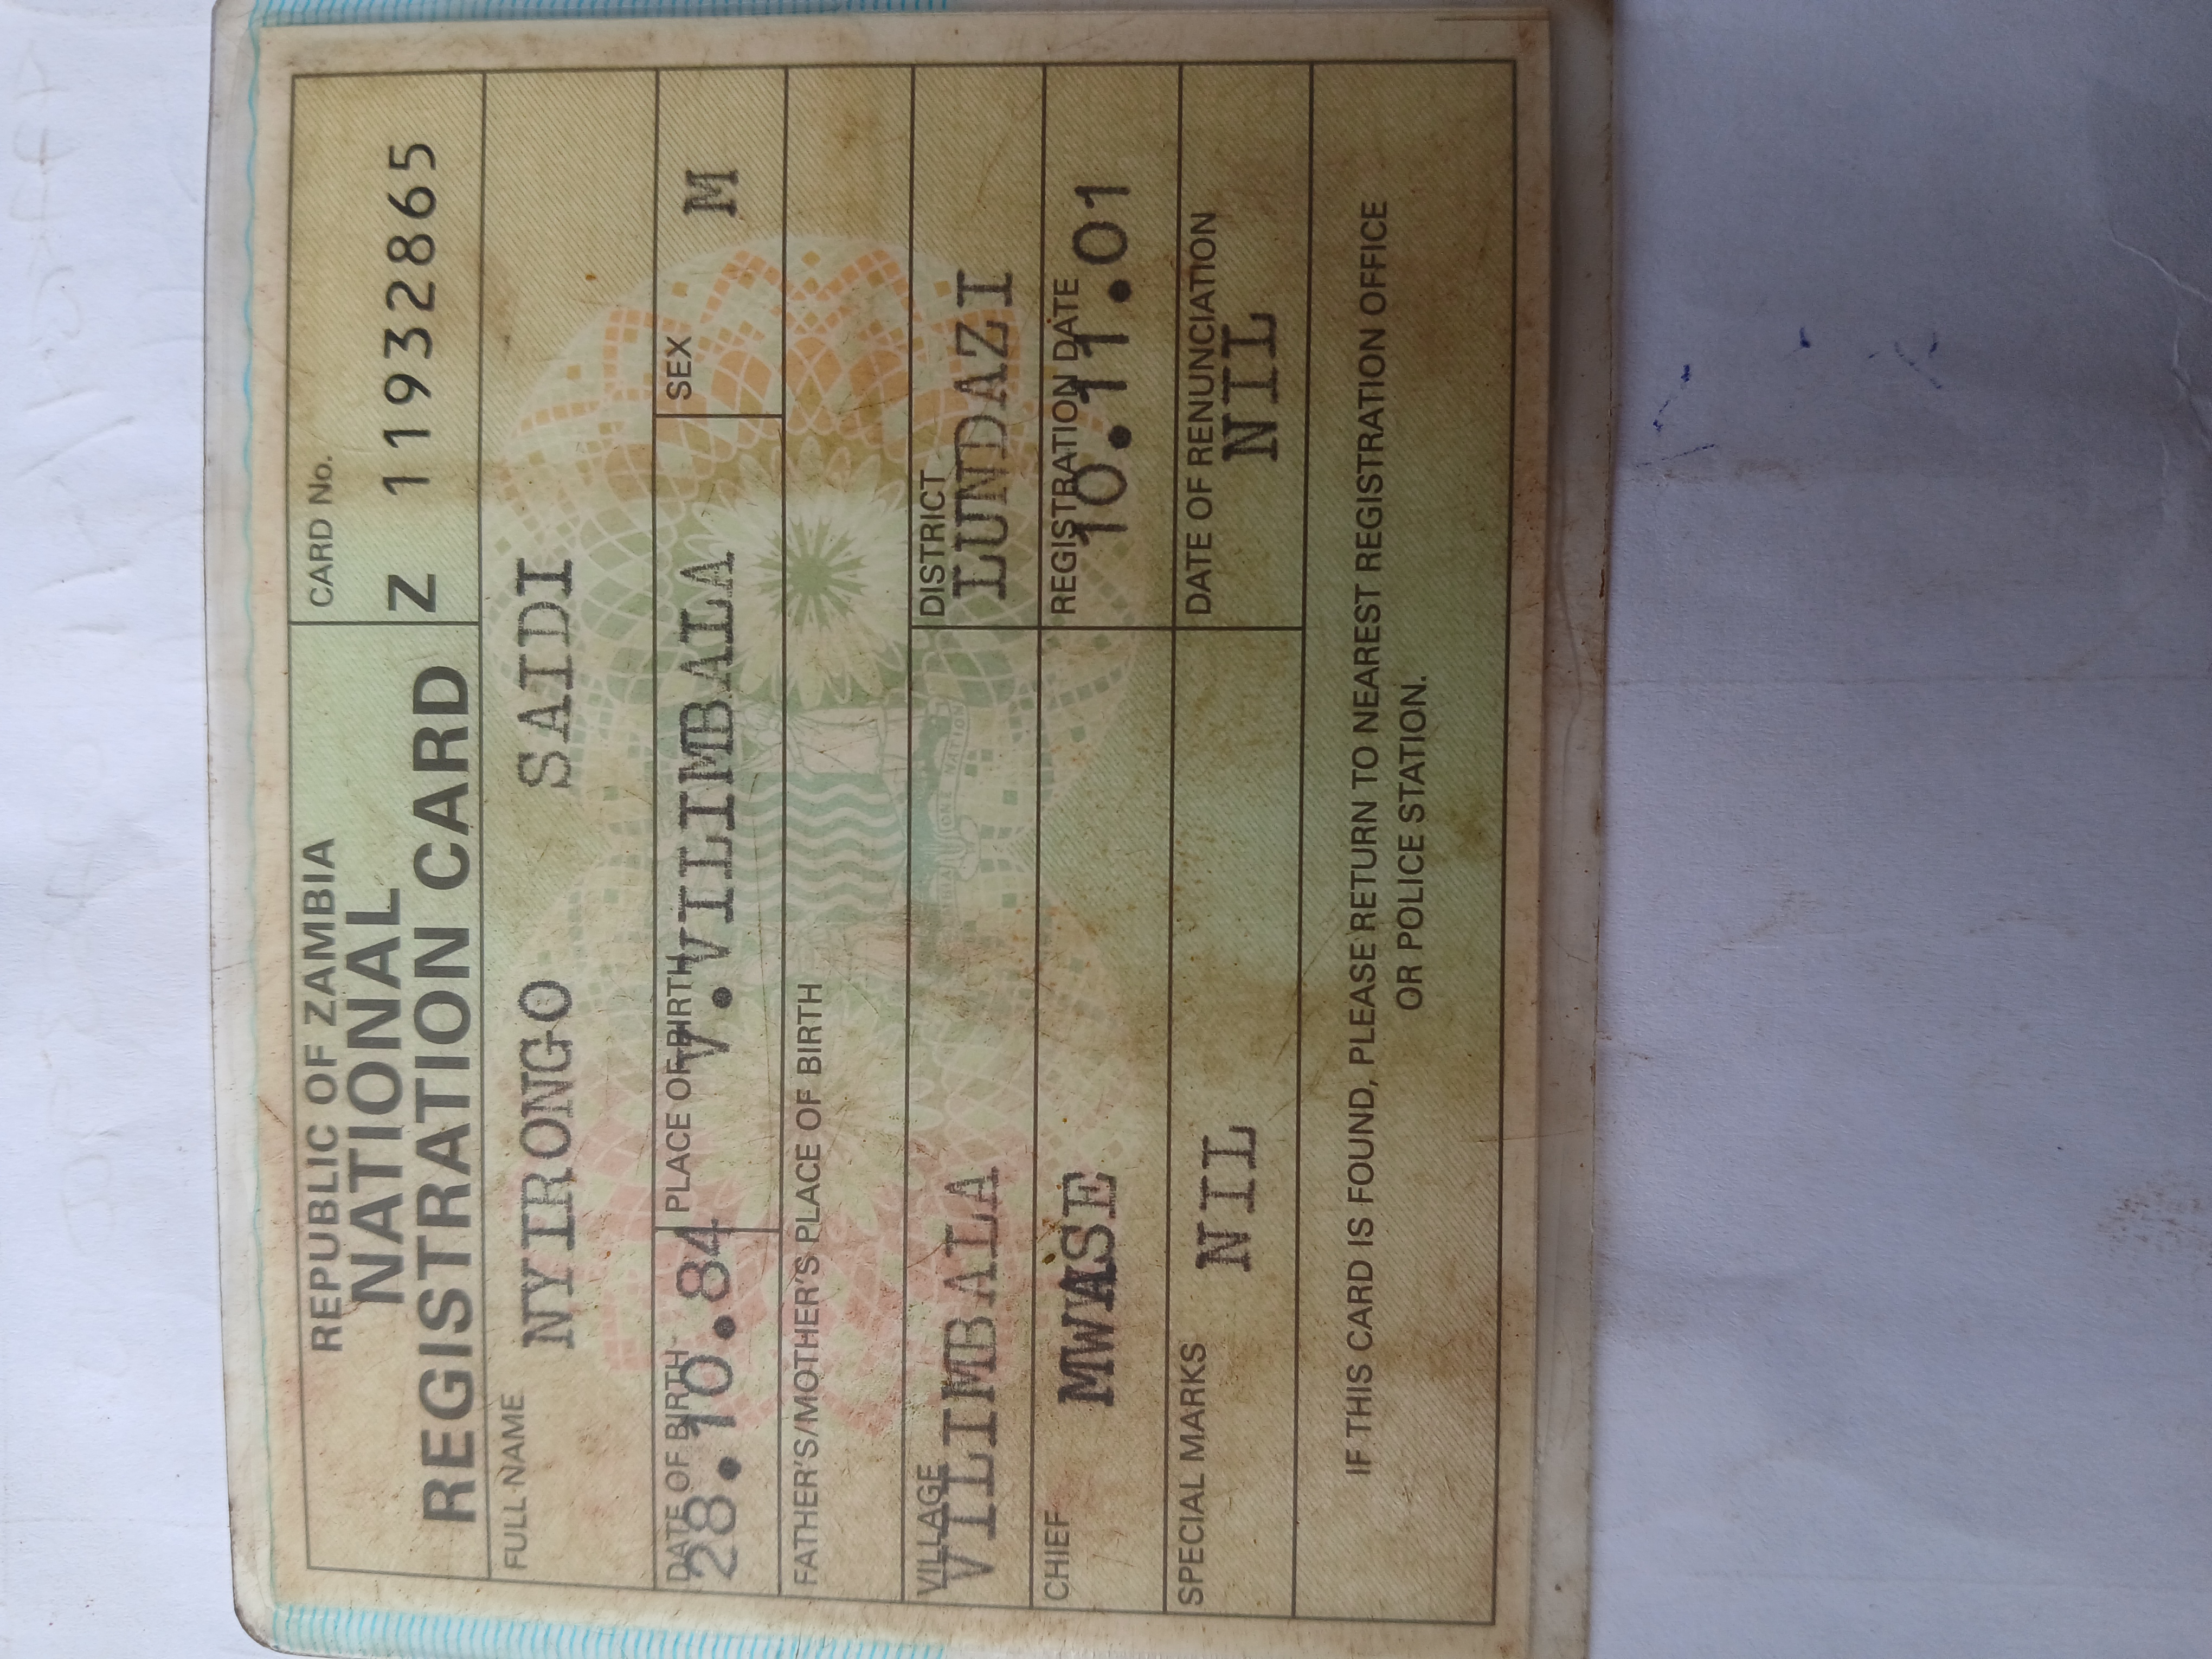 REPUBLIC OF ZAMBIA
NATIONAL
REGISTRATION CARD
CARD No.
Z 11932865
FULL NAME
NYIRONGO SAIDI
DATE OF BIRTH
28.10.84
PLACE OF BIRTH
V.VILIMBALA
SEX
M
FATHER'S/MOTHER'S PLACE OF BIRTH
VILLAGE
VILIMBALA
DISTRICT
LUNDAZI
CHIEF
MWASE
REGISTRATION DATE
10.11.01
SPECIAL MARKS
NIL
DATE OF RENUNCIATION
NIL
IF THIS CARD IS FOUND, PLEASE RETURN TO NEAREST REGISTRATION OFFICE
OR POLICE STATION.